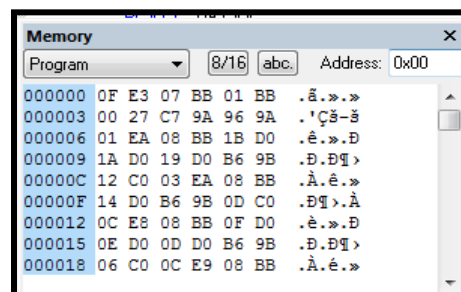 Memory
Program 8/16 abc. Address: 0x00
000000 0F E3 07 BB 01 BB .ã.».»
000003 00 27 C7 9A 96 9A .'Çš–š
000006 01 EA 08 BB 1B D0 .ê.».Ð
000009 1A D0 19 D0 B6 9B .Ð.Ð¶›
00000C 12 C0 03 EA 08 BB .À.ê.»
00000F 14 D0 B6 9B 0D C0 .Ð¶›.À
000012 0C E8 08 BB 0F D0 .è.».Ð
000015 0E D0 0D D0 B6 9B .Ð.Ð¶›
000018 06 C0 0C E9 08 BB .À.é.»